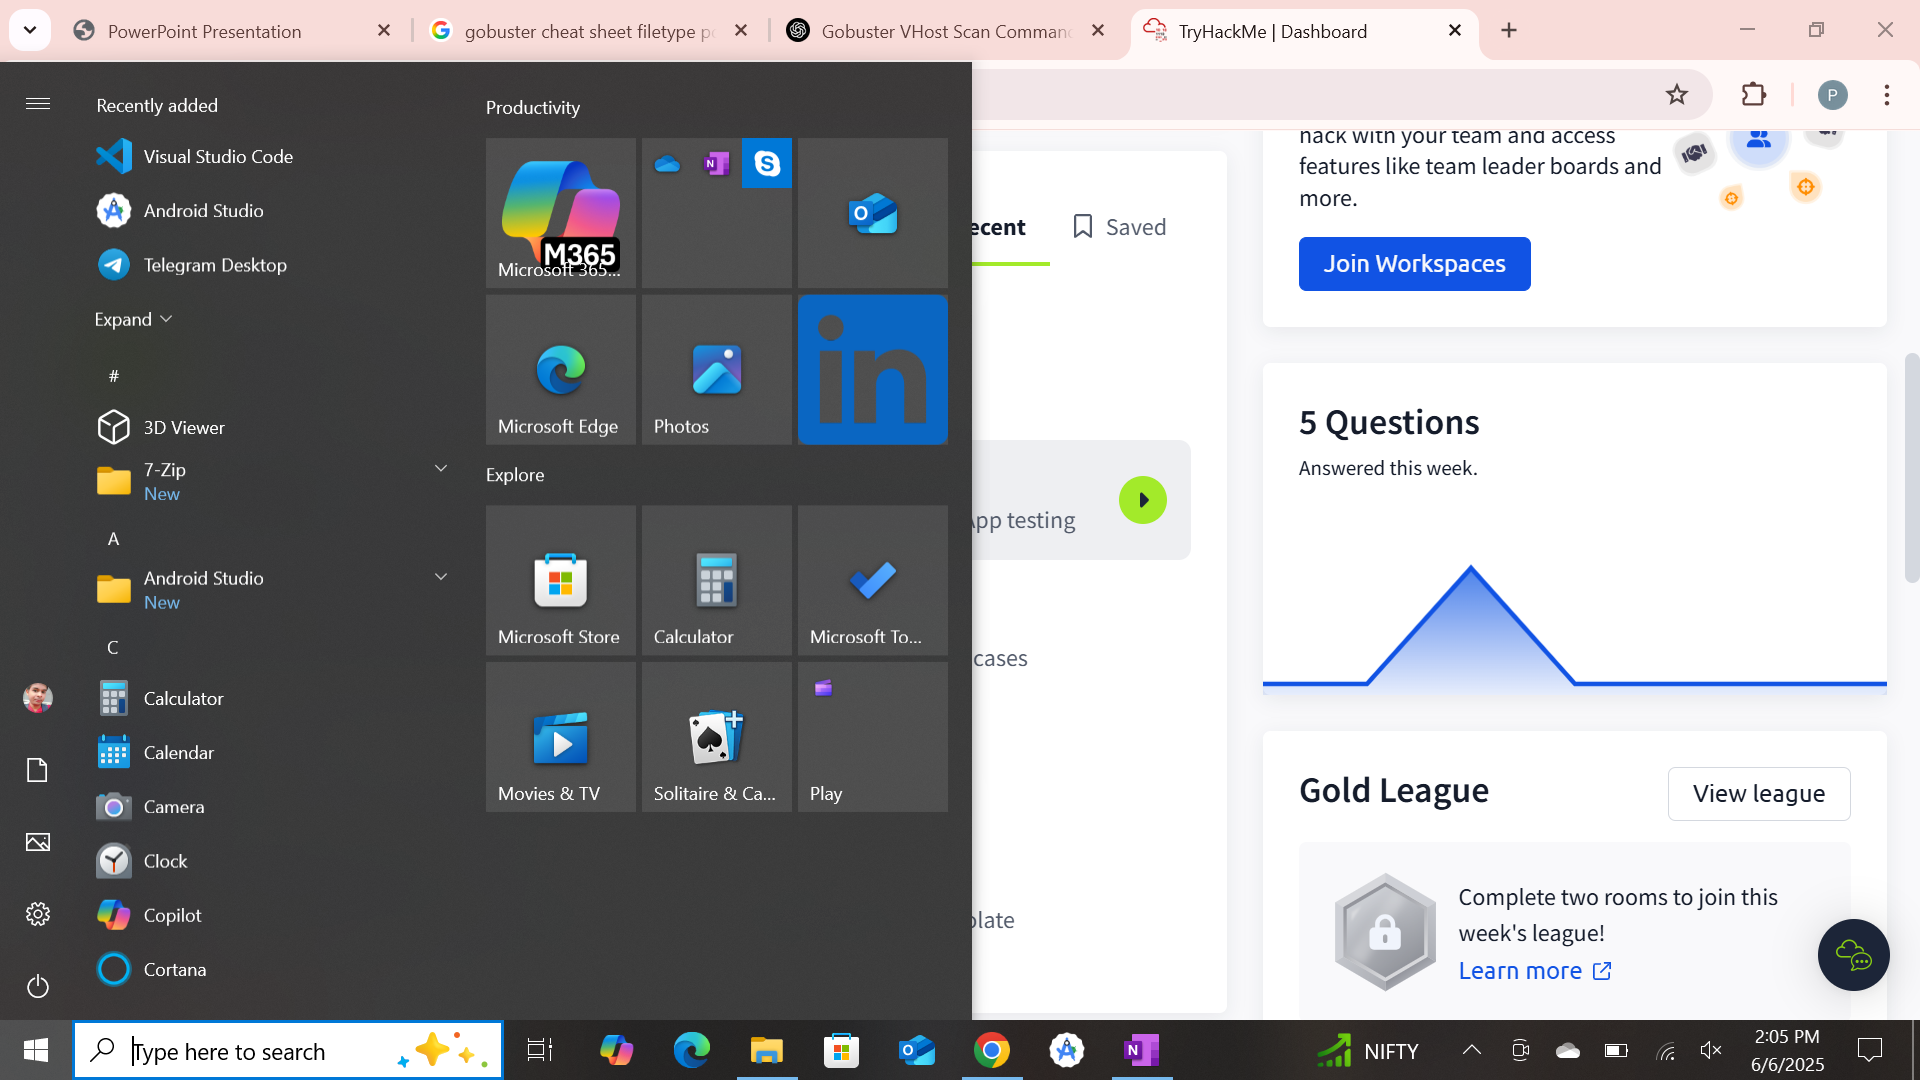 PowerPoint Presentation
gobuster cheat sheet filetype
Gobuster VHost Scan
TryHackMe | Dashboard
P
Recently added
Visual Studio Code
Android Studio
Telegram Desktop
Expand
#
3D Viewer
7-Zip
New
A
Android Studio
New
C
Calculator
Calendar
Camera
Clock
Copilot
Cortana
Productivity
M365
Microsoft 365...
Microsoft Edge
Photos
in
Explore
Microsoft Store
Calculator
Microsoft To...
Movies & TV
Solitaire & Ca...
Play
Saved
testing
cases
hack with your team and access
features like team leader boards and
more.
Join Workspaces
5 Questions
Answered this week.
Gold League
View league
Complete two rooms to join this
week's league!
Learn more
Type here to search
NIFTY
2:05 PM
6/6/2025